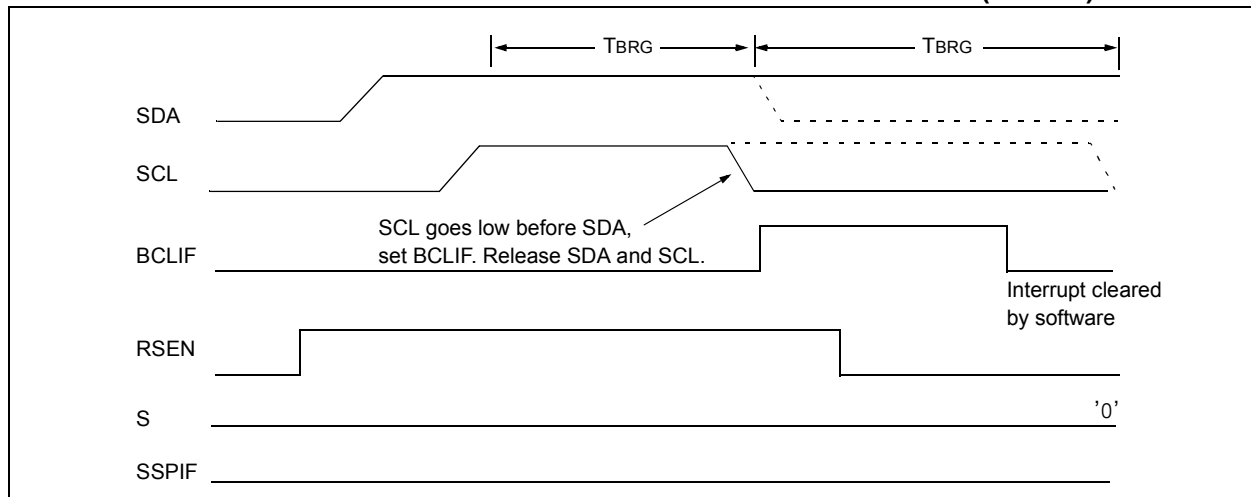 TBRG TBRG
SDA
SCL
SCL goes low before SDA,
set BCLIF. Release SDA and SCL.
BCLIF
Interrupt cleared
by software
RSEN
S '0'
SSPIF